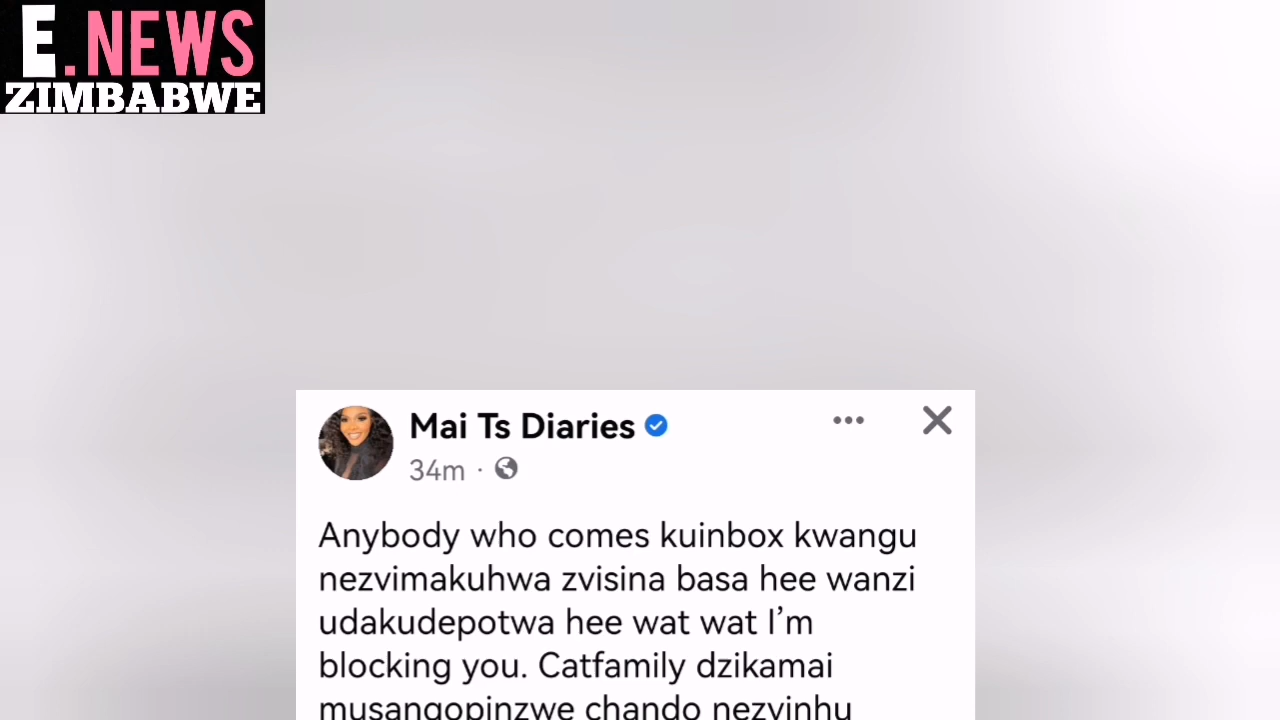 E.NEWS
ZIMBABWE
Mai Ts Diaries
34m ·
Anybody who comes kuinbox kwangu
nezvimakuhwa zvisina basa hee wanzi
udakudepotwa hee wat wat I’m
blocking you. Catfamily dzikamai
musangopinzwe chando nezvinhu